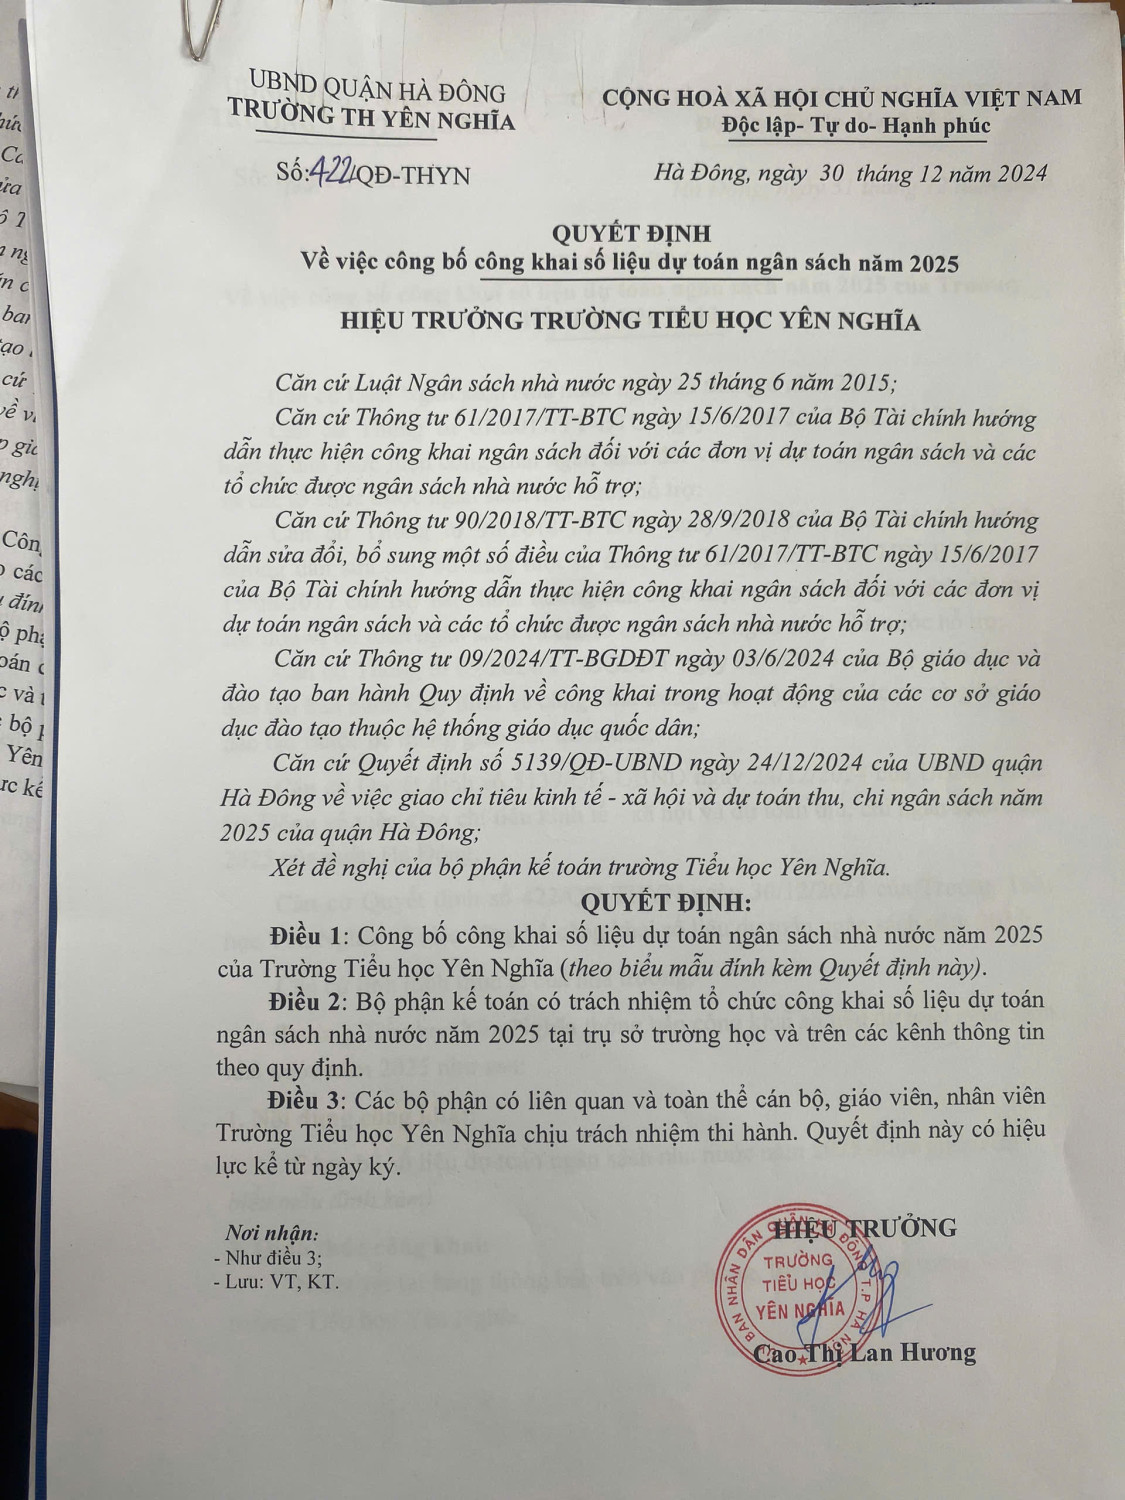 UBND QUẬN HÀ ĐÔNG
TRƯỜNG TH YÊN NGHĨA
Số:422/QĐ-THYN
CỘNG HOÀ XÃ HỘI CHỦ NGHĨA VIỆT NAM
Độc lập- Tự do- Hạnh phúc
Hà Đông, ngày 30 tháng 12 năm 2024
QUYẾT ĐỊNH
Về việc công bố công khai số liệu dự toán ngân sách năm 2025
HIỆU TRƯỞNG TRƯỜNG TIỂU HỌC YÊN NGHĨA
Căn cứ Luật Ngân sách nhà nước ngày 25 tháng 6 năm 2015;
Căn cứ Thông tư 61/2017/TT-BTC ngày 15/6/2017 của Bộ Tài chính hướng
dẫn thực hiện công khai ngân sách đối với các đơn vị dự toán ngân sách và các
tổ chức được ngân sách nhà nước hỗ trợ;
Căn cứ Thông tư 90/2018/TT-BTC ngày 28/9/2018 của Bộ Tài chính hướng
dẫn sửa đổi, bổ sung một số điều của Thông tư 61/2017/TT-BTC ngày 15/6/2017
của Bộ Tài chính hướng dẫn thực hiện công khai ngân sách đối với các đơn vị
dự toán ngân sách và các tổ chức được ngân sách nhà nước hỗ trợ;
Căn cứ Thông tư 09/2024/TT-BGDĐT ngày 03/6/2024 của Bộ giáo dục và
đào tạo ban hành Quy định về công khai trong hoạt động của các cơ sở giáo
dục đào tạo thuộc hệ thống giáo dục quốc dân;
Căn cứ Quyết định số 5139/QĐ-UBND ngày 24/12/2024 của UBND quận
Hà Đông về việc giao chỉ tiêu kinh tế - xã hội và dự toán thu, chi ngân sách năm
2025 của quận Hà Đông;
Xét đề nghị của bộ phận kế toán trường Tiểu học Yên Nghĩa.
QUYẾT ĐỊNH:
Điều 1: Công bố công khai số liệu dự toán ngân sách nhà nước năm 2025
của Trường Tiểu học Yên Nghĩa (theo biểu mẫu đính kèm Quyết định này).
Điều 2: Bộ phận kế toán có trách nhiệm tổ chức công khai số liệu dự toán
ngân sách nhà nước năm 2025 tại trụ sở trường học và trên các kênh thông tin
theo quy định.
Điều 3: Các bộ phận có liên quan và toàn thể cán bộ, giáo viên, nhân viên
Trường Tiểu học Yên Nghĩa chịu trách nhiệm thi hành. Quyết định này có hiệu
lực kể từ ngày ký.
Nơi nhận:
- Như điều 3;
- Lưu: VT, KT.
HIỆU TRƯỞNG
ỦY BAN NHÂN DÂN QUẬN HÀ ĐÔNG T.P HÀ NỘI
TRƯỜNG
TIỂU HỌC
YÊN NGHĨA
Cao Thị Lan Hương